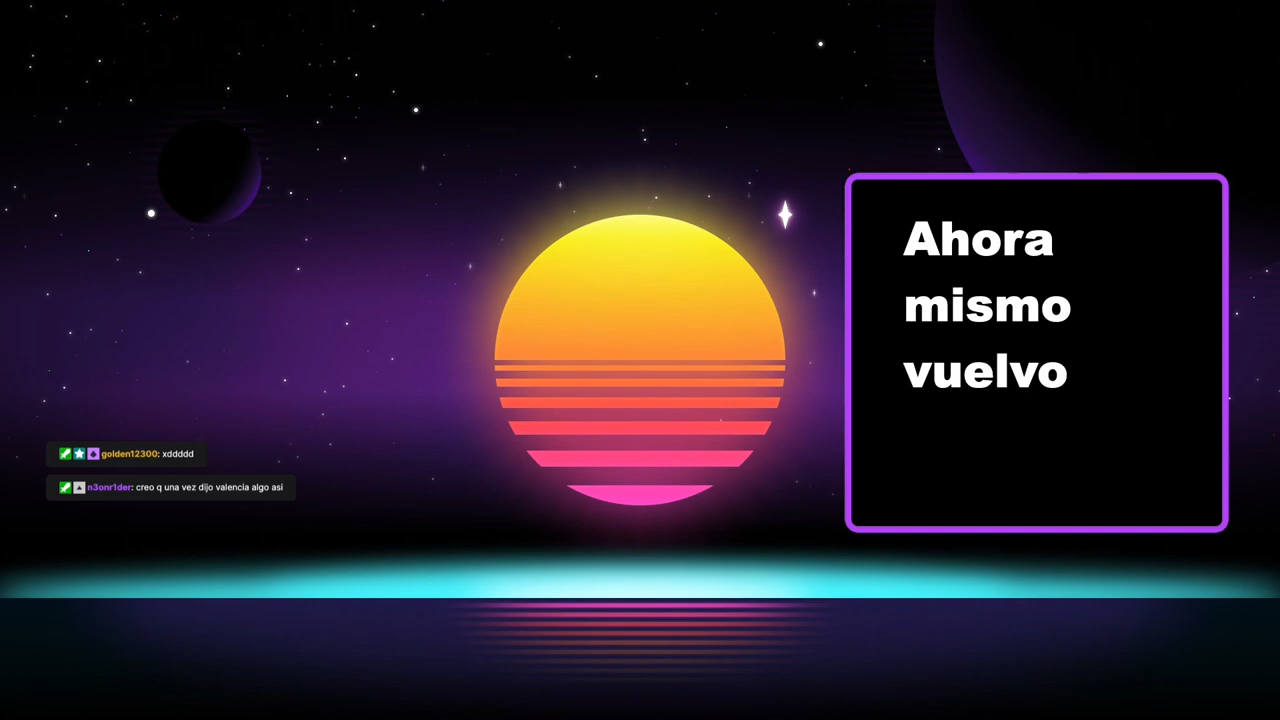 Ahora
mismo
vuelvo
golden12300: xddddd
n3onr1der: creo q una vez dijo valencia algo asi